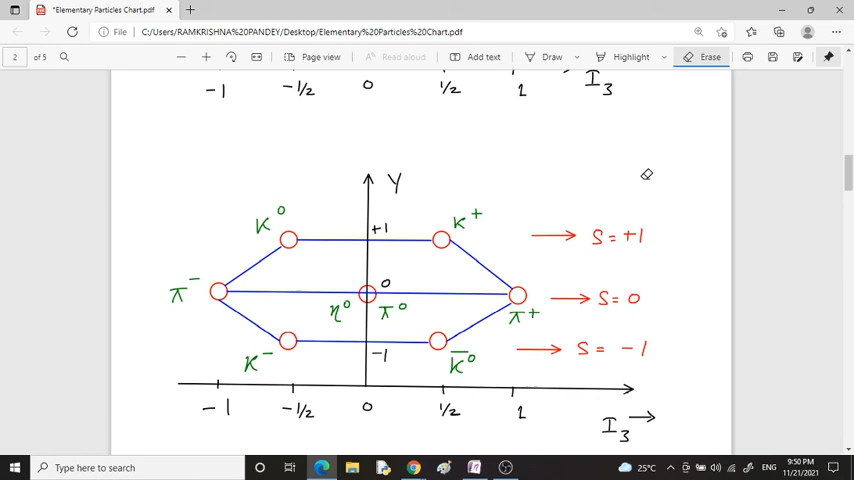 *Elementary Particles Chart.pdf
C:/Users/RAMKRISHNA%20PANDEY/Desktop/Elementary%20Particles%20Chart.pdf
2 of 5 Page view Read aloud Add text Draw Highlight Erase
-1 -1/2 0 1/2 1 I₃
Y
K⁰ K⁺
+1
S = +1
π⁻ 0
η⁰ π⁰ π⁺
S = 0
K⁻ -1 K̅⁰
S = -1
-1 -1/2 0 1/2 1
I₃
Type here to search 25°C ENG 9:50 PM
11/21/2021